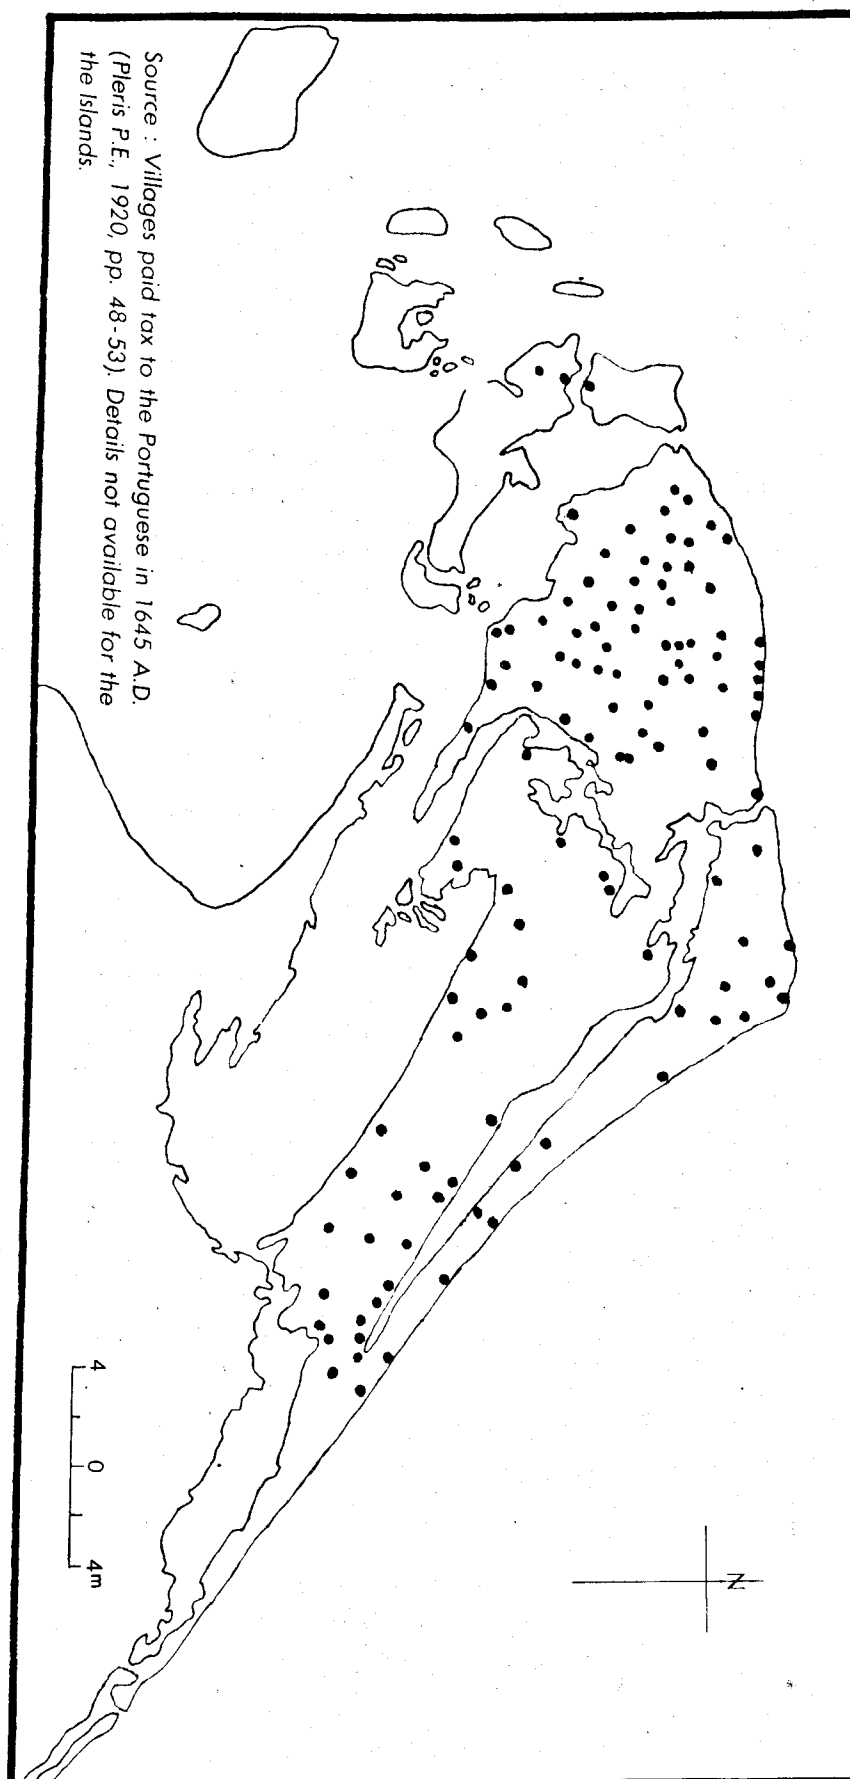 Source : Villages paid tax to the Portuguese in 1645 A.D.
(Pleris P.E., 1920, pp. 48-53). Details not available for the
the Islands.
4 0 4m
N